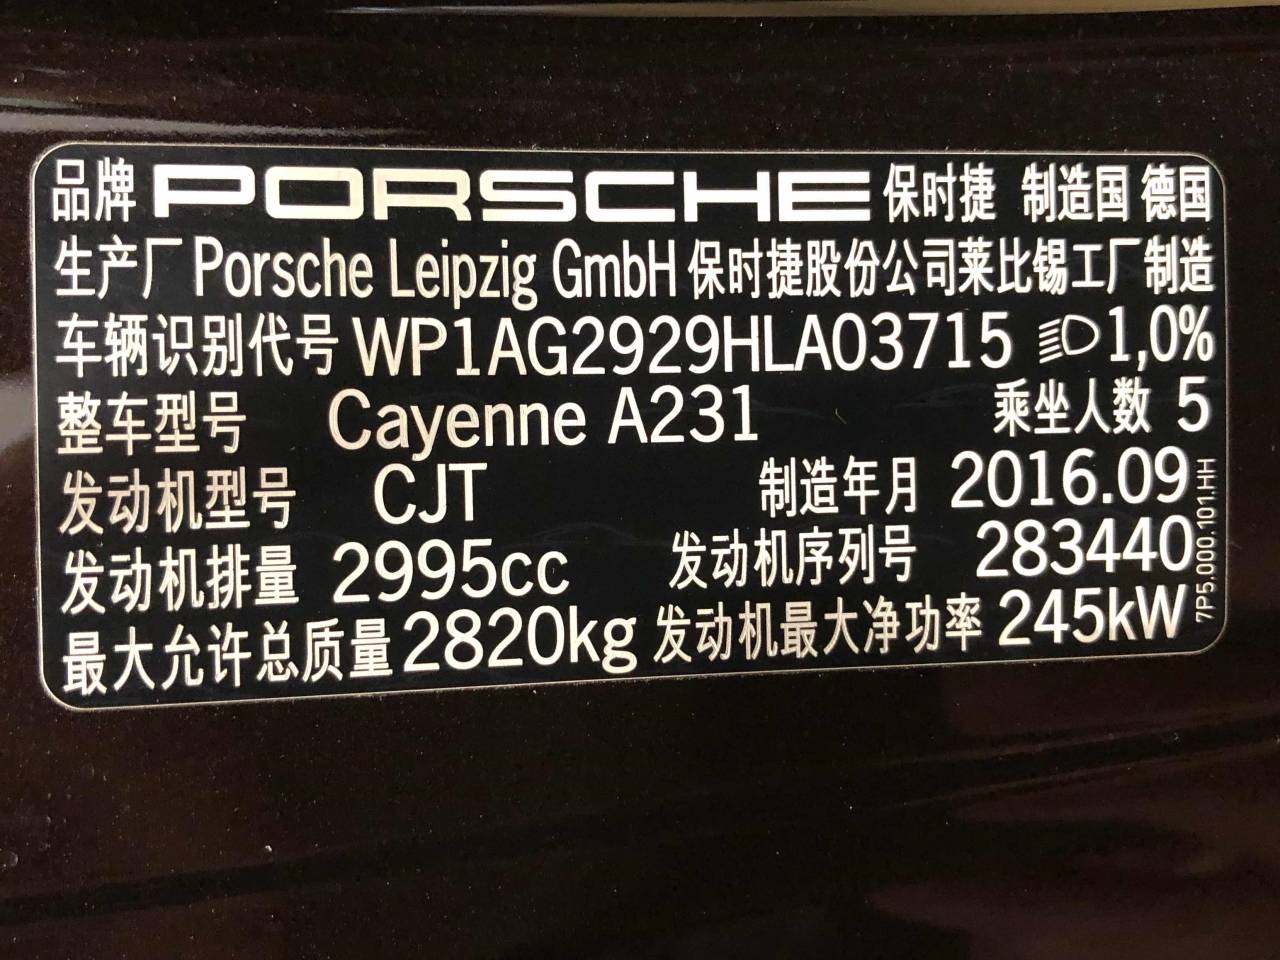 品牌 PORSCHE 保时捷 制造国 德国
生产厂 Porsche Leipzig GmbH 保时捷股份公司莱比锡工厂制造
车辆识别代号 WP1AG2929HLA03715 1,0%
整车型号 Cayenne A231 乘坐人数 5
发动机型号 CJT 制造年月 2016.09
发动机排量 2995cc 发动机序列号 283440
最大允许总质量 2820kg 发动机最大净功率 245kW
7P5.000.101.HH